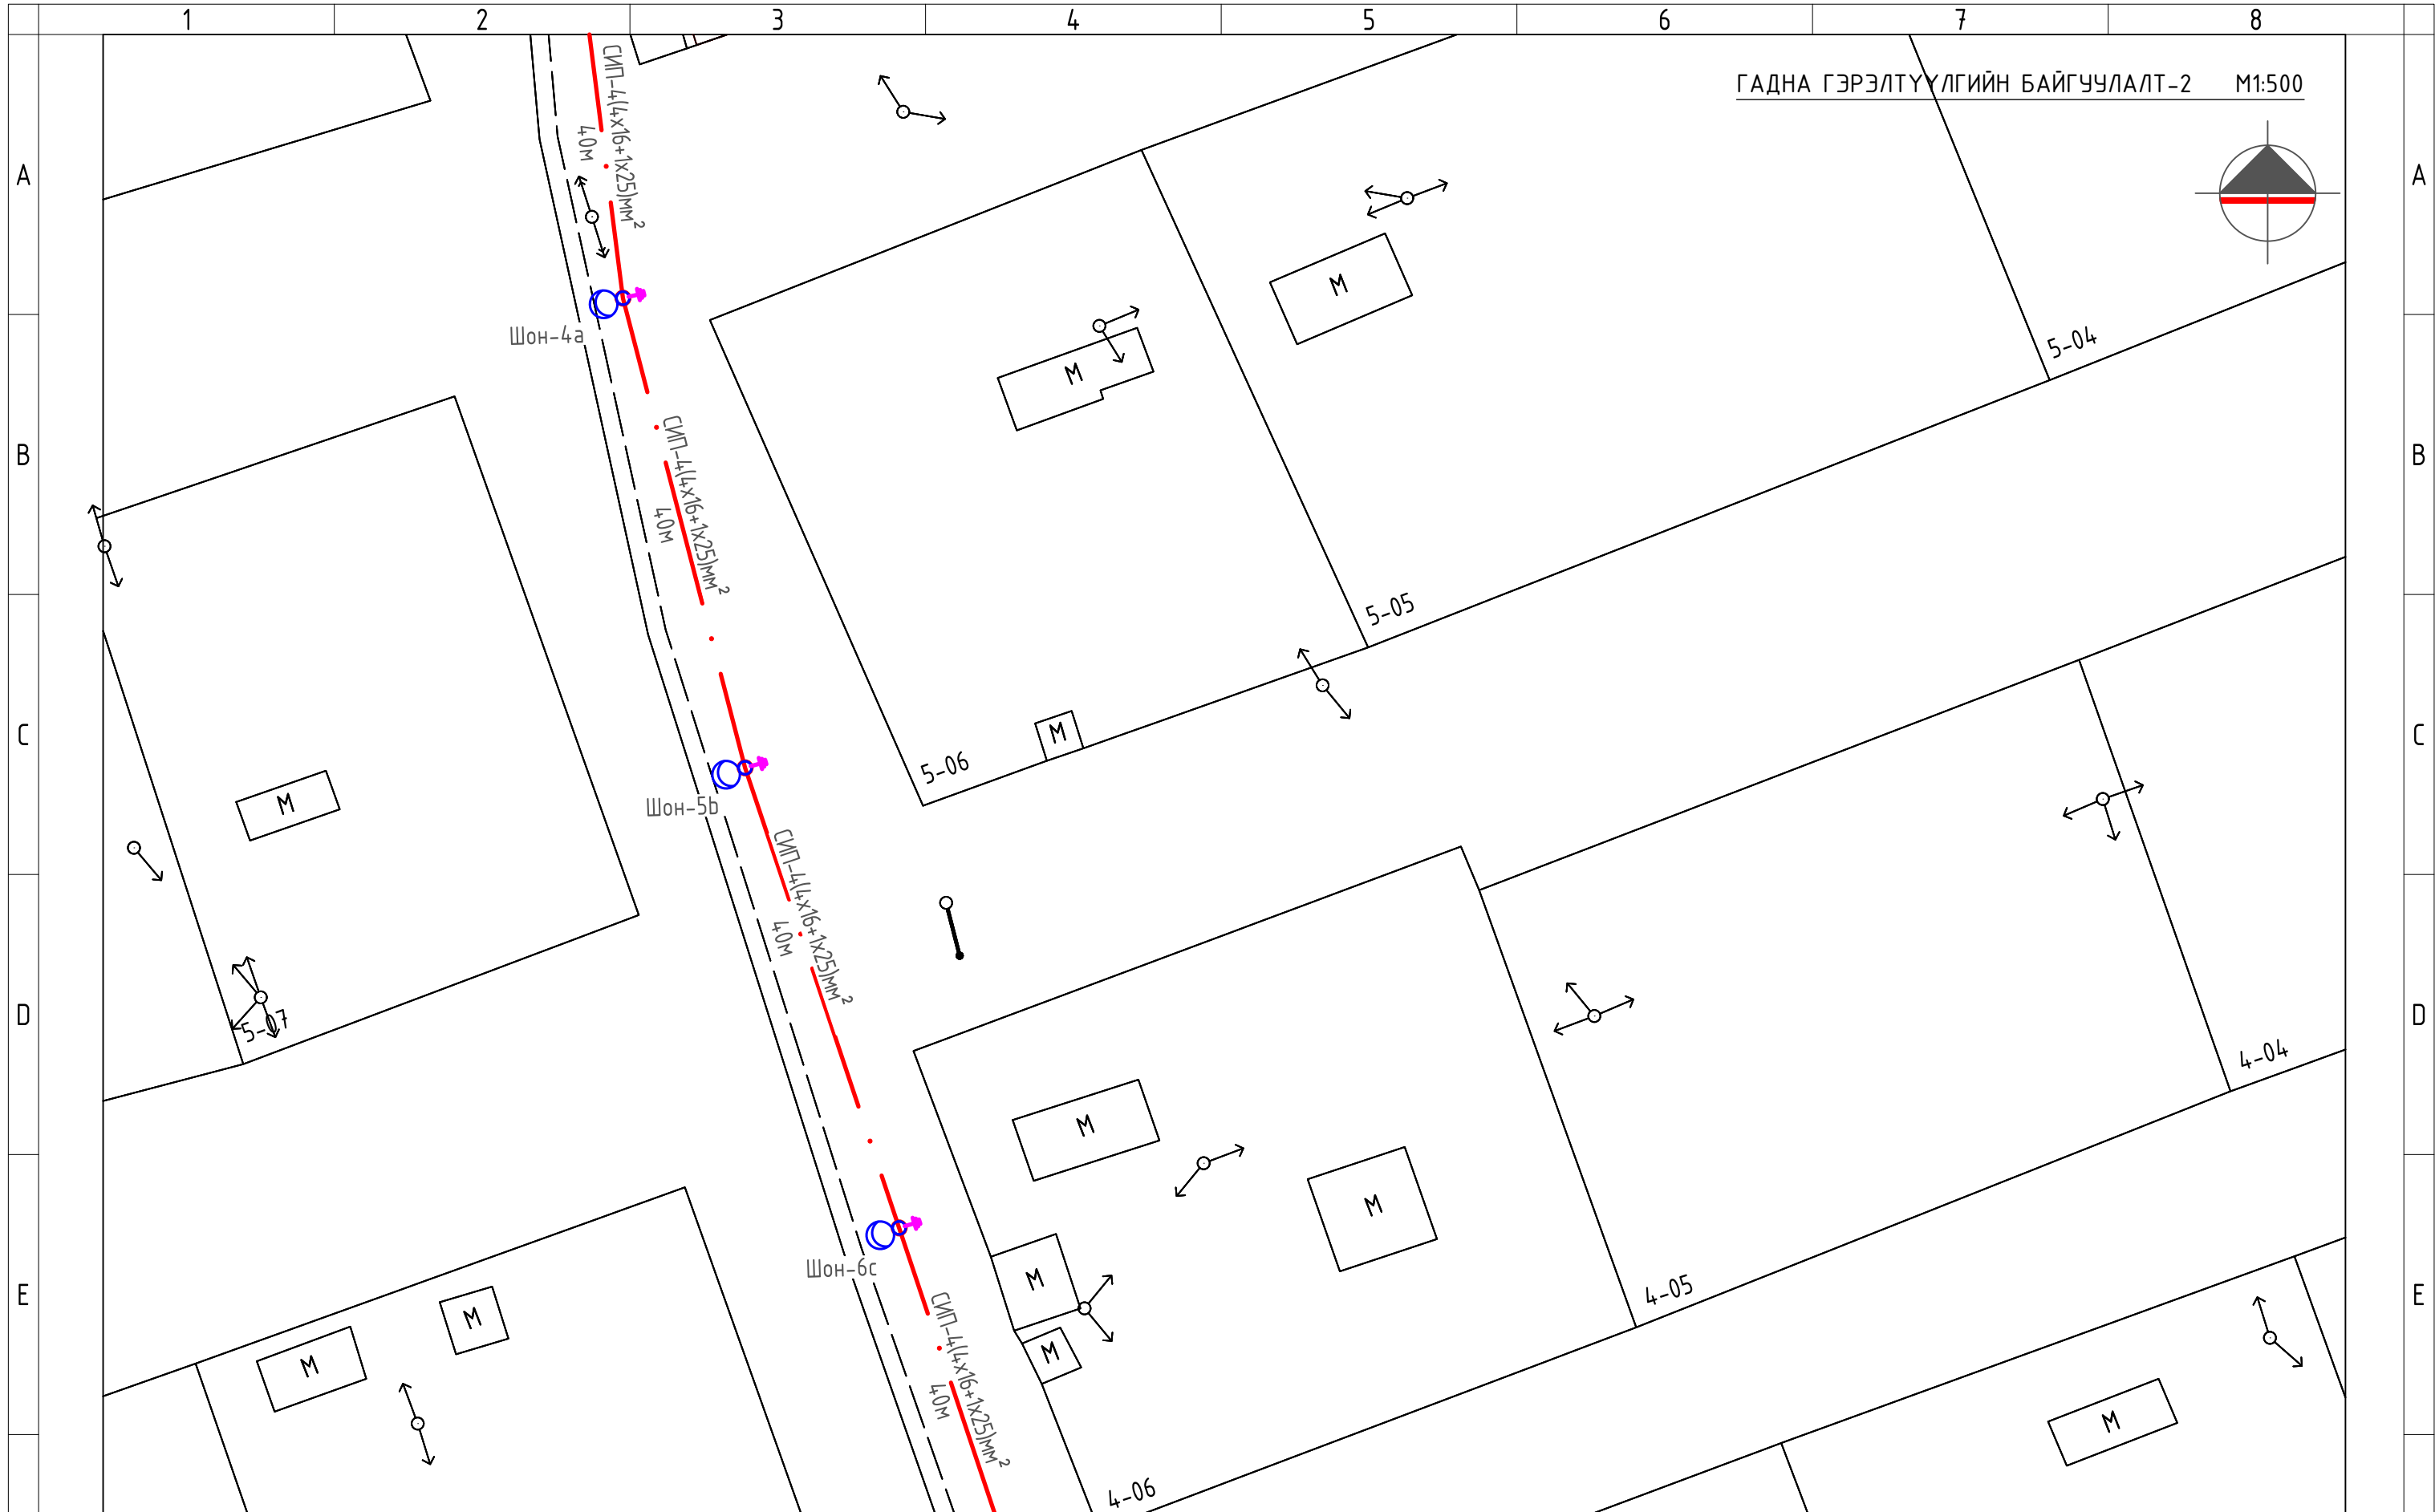 1 2 3 4 5 6 7 8
ГАДНА ГЭРЭЛТҮҮЛГИЙН БАЙГУУЛАЛТ-2 М1:500
A A
СИП-4(4х16+1х25)мм²
40м
М
Шон-4а
М
5-04
B B
СИП-4(4х16+1х25)мм²
40м
5-05
М
C C
5-06
М
Шон-5b
СИП-4(4х16+1х25)мм²
40м
D D
5-07
4-04
М
М
Шон-6c
М
E E
4-05
М
М
М
М
СИП-4(4х16+1х25)мм²
40м
М
4-06